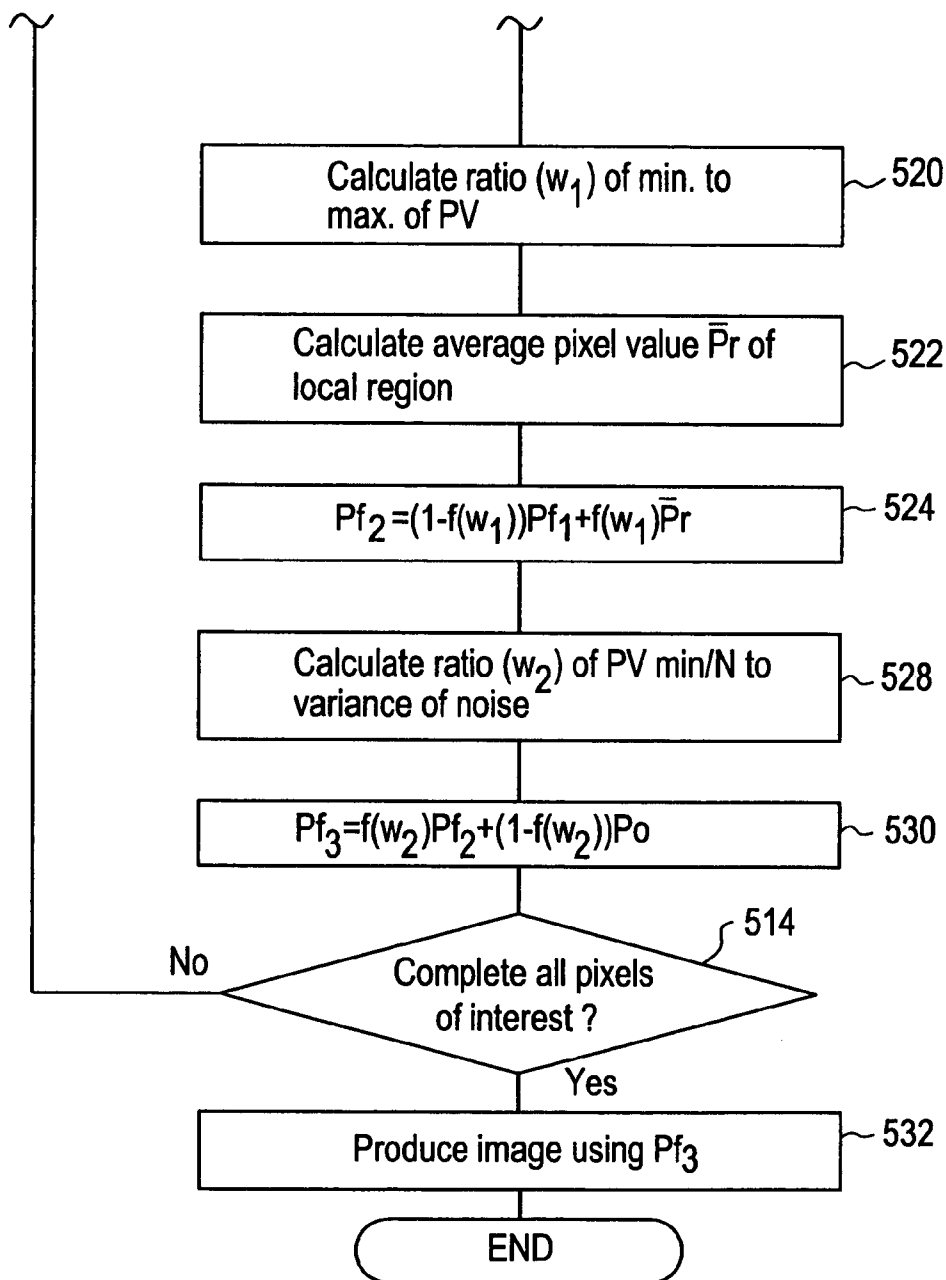 Calculate ratio (w₁) of min. to
max. of PV
520
Calculate average pixel value P̅r of
local region
522
Pf₂=(1-f(w₁))Pf₁+f(w₁)P̅r
524
Calculate ratio (w₂) of PV min/N to
variance of noise
528
Pf₃=f(w₂)Pf₂+(1-f(w₂))Po
530
514
No
Complete all pixels
of interest ?
Yes
Produce image using Pf₃
532
END